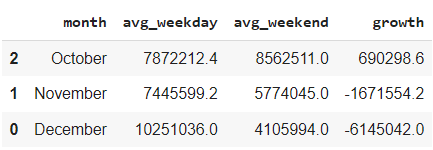 month avg_weekday avg_weekend growth
2 October 7872212.4 8562511.0 690298.6
1 November 7445599.2 5774045.0 -1671554.2
0 December 10251036.0 4105994.0 -6145042.0